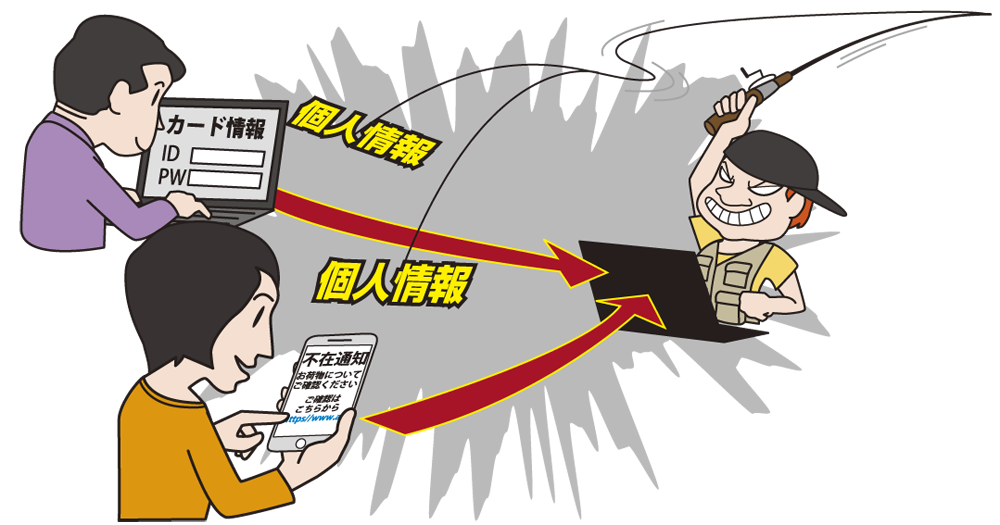 カード情報
ID
PW
個人情報
個人情報
不在通知
お荷物について
ご確認ください
ご確認は
こちらから
ttps//www.